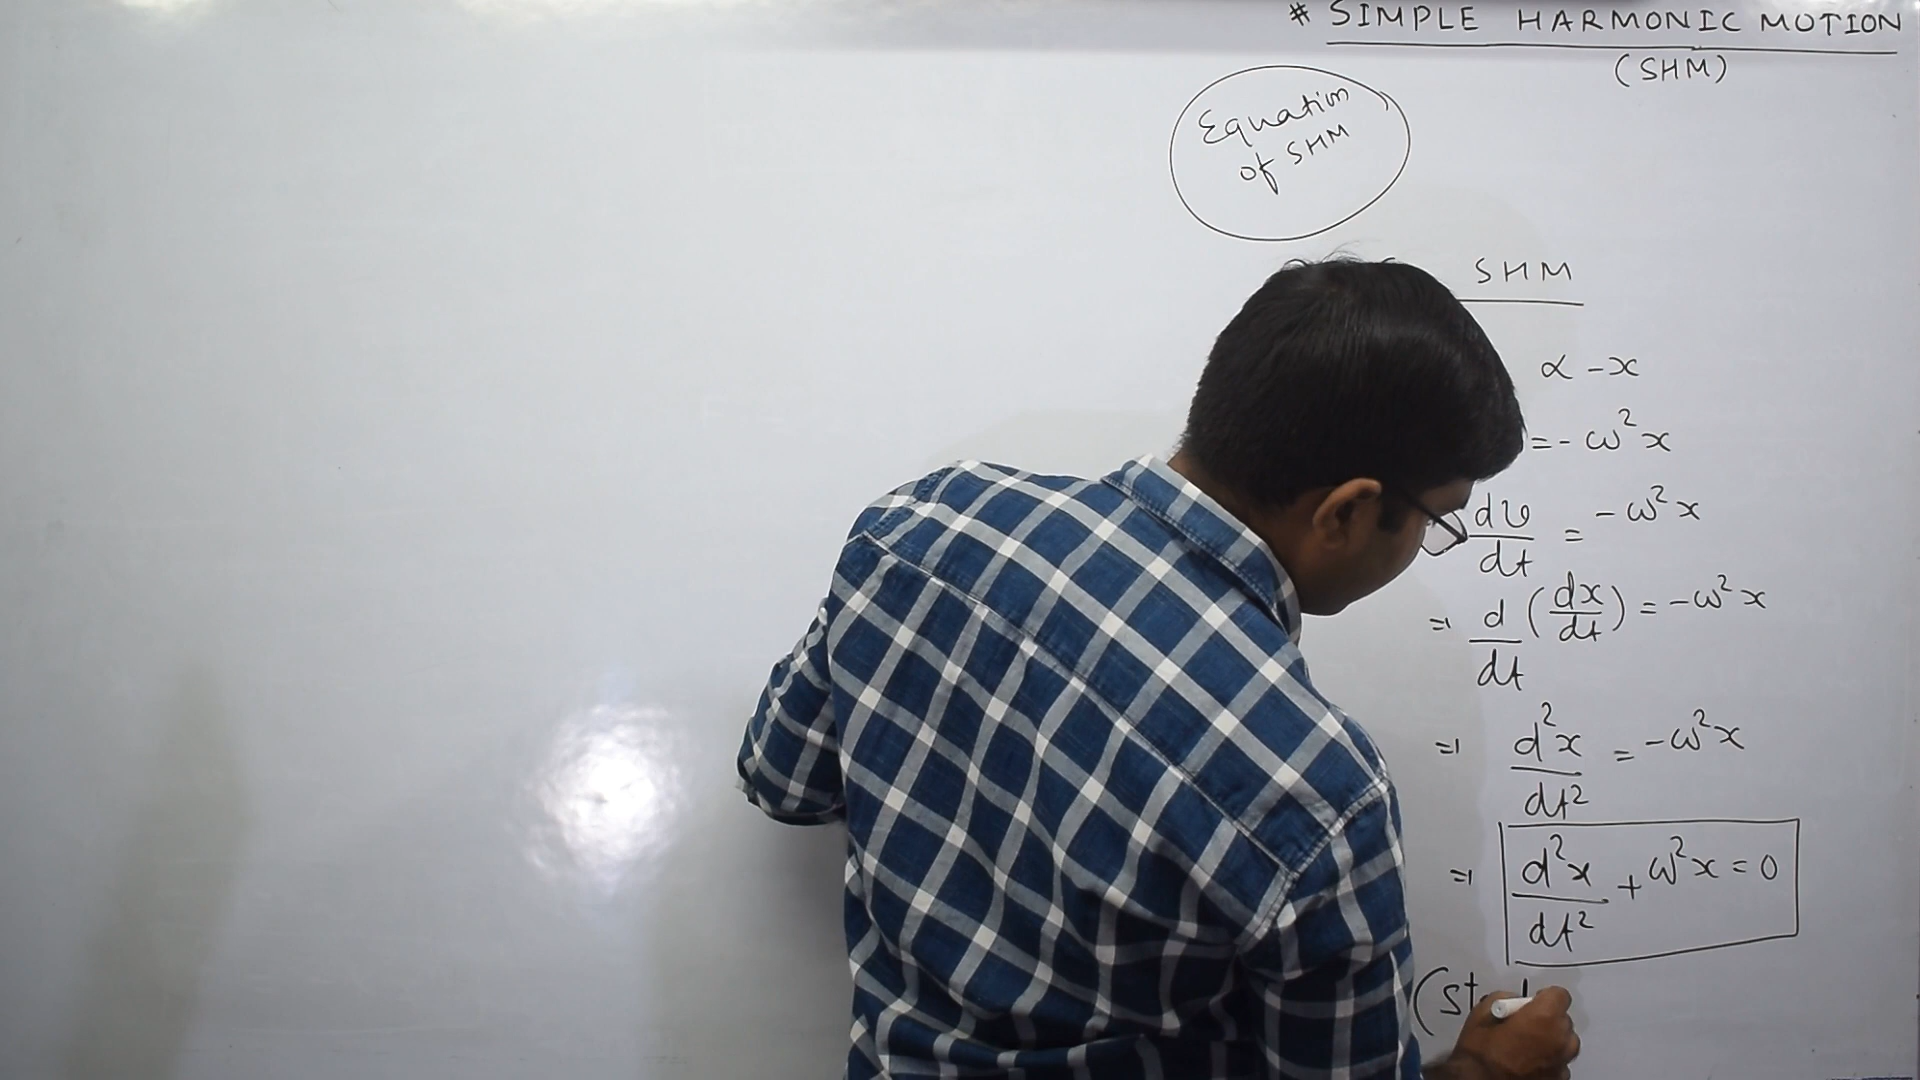 # SIMPLE HARMONIC MOTION
(SHM)
Equation
of SHM
SHM
∝ -x
= - ω²x
dv/dt = -ω²x
⇒ d/dt (dx/dt) = -ω²x
⇒ d²x/dt² = -ω²x
⇒ d²x/dt² + ω²x = 0